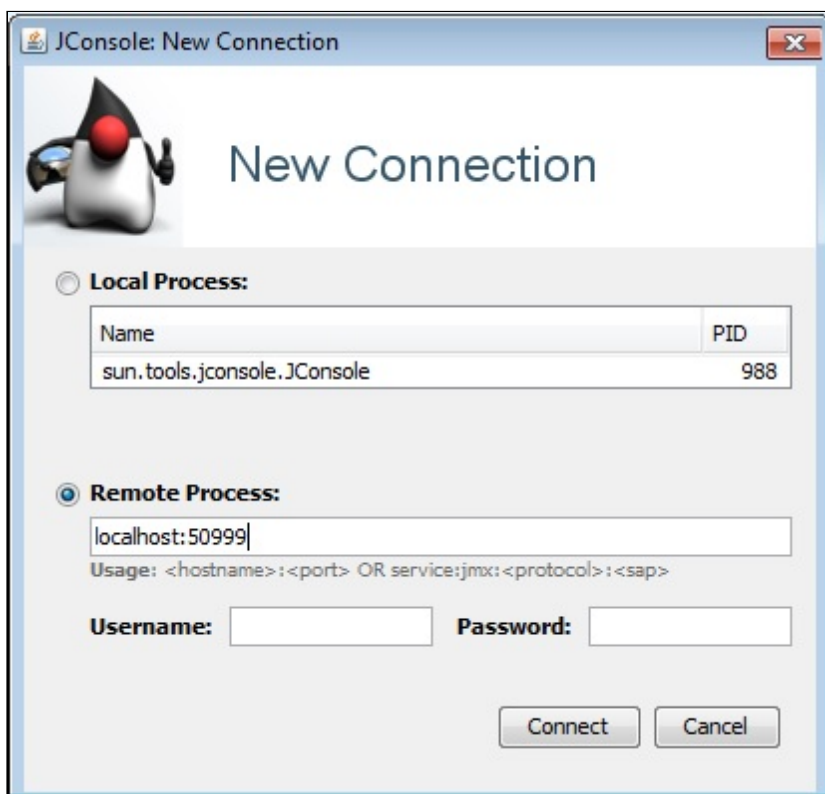 JConsole: New Connection
New Connection
Local Process:
Name PID
sun.tools.jconsole.JConsole 988
Remote Process:
localhost:50999
Usage: <hostname>:<port> OR service:jmx:<protocol>:<sap>
Username: Password:
Connect Cancel